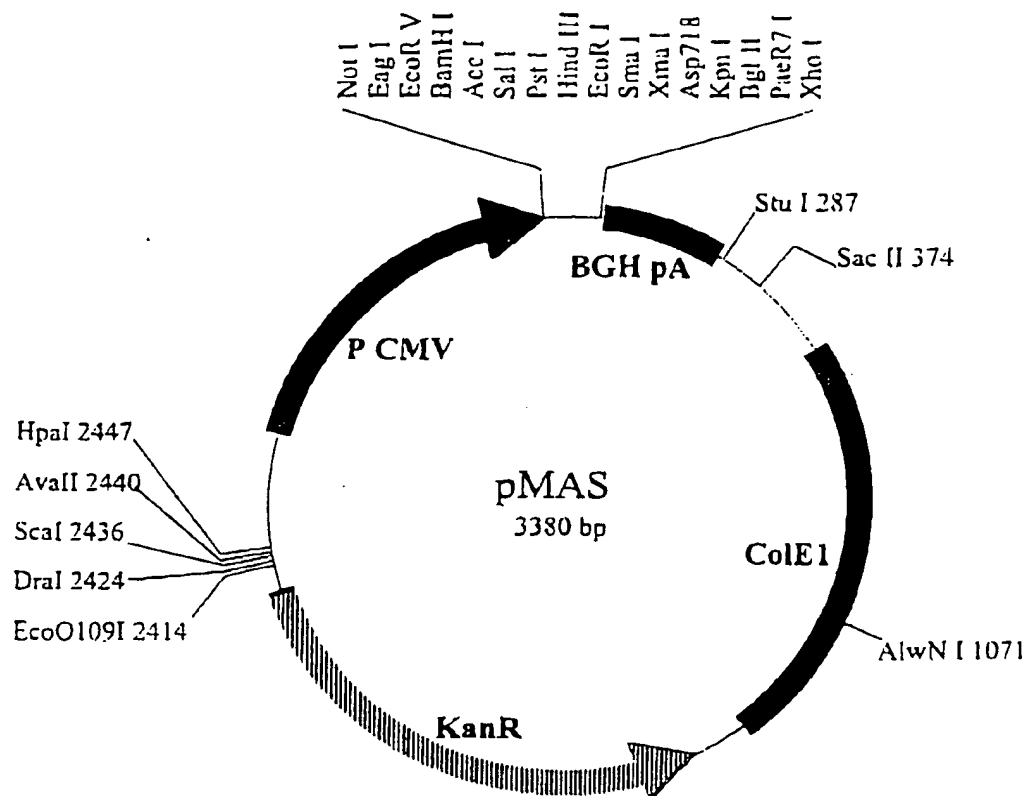 Not I
Eag I
EcoR V
BamH I
Acc I
Sal I
Pst I
Hind III
EcoR I
Sma I
Xma I
Asp718
Kpn I
Bgl II
PaeR7 I
Xho I
Stu I 287
Sac II 374
BGH pA
P CMV
HpaI 2447
AvaII 2440
ScaI 2436
DraI 2424
EcoO109I 2414
pMAS
3380 bp
ColE1
AlwN I 1071
KanR